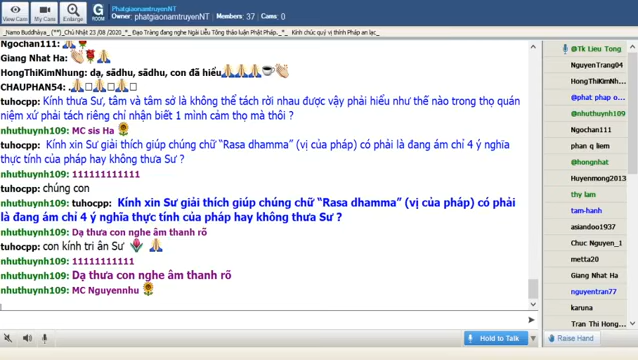 PhatgiaonamtruyenNT
Owner: phatgiaonamtruyenNT | Members: 37 | Cams: 0
View Cam
My Cam
Enlarge
G
ROOM
_Namo Buddhàya_ (**)_Chủ Nhật 23 /08 /2020_* _Đạo Tràng đang nghe Ngài Liễu Tông thảo luận Phật Pháp._*_ Kính chúc quý vị thính Pháp an lạc_
Ngochan111:
Giang Nhat Ha:
HongThiKimNhung: dạ, sādhu, sādhu, con đã hiểu
CHAUPHAN54:
tuhocpp: Kính thưa Sư, tâm và tâm sở là không thể tách rời nhau được vậy phải hiểu như thế nào trong thọ quán
niệm xứ phải tách riêng chí nhận biết 1 mình cảm thọ mà thôi ?
nhuthuynh109: MC sis Ha
tuhocpp: Kính xin Sư giải thích giúp chúng chữ "Rasa dhamma" (vị của pháp) có phải là đang ám chỉ 4 ý nghĩa
thực tính của pháp hay không thưa Sư ?
nhuthuynh109: 111111111111
tuhocpp: chúng con
nhuthuynh109: tuhocpp: Kính xin Sư giải thích giúp chúng chữ "Rasa dhamma" (vị của pháp) có phải
là đang ám chỉ 4 ý nghĩa thực tính của pháp hay không thưa Sư ?
nhuthuynh109: Dạ thưa con nghe âm thanh rõ
tuhocpp: con kính tri ân Sư
nhuthuynh109: 11111111111
nhuthuynh109: Dạ thưa con nghe âm thanh rõ
nhuthuynh109: MC Nguyennhu
@Tk Lieu Tong
NguyenTrang04
HongThiKimNh
@phat phap o...
@nhuthuynh109
Ngochan111
phan q liem
@hongnhat
Huyenmong2013
thy lam
tam-hanh
asiandoo1937
Chuc Nguyen_1
metta20
Giang Nhat Ha
nguyentran77
karuna
Tran Thi Hong...
Hold to Talk
Raise Hand